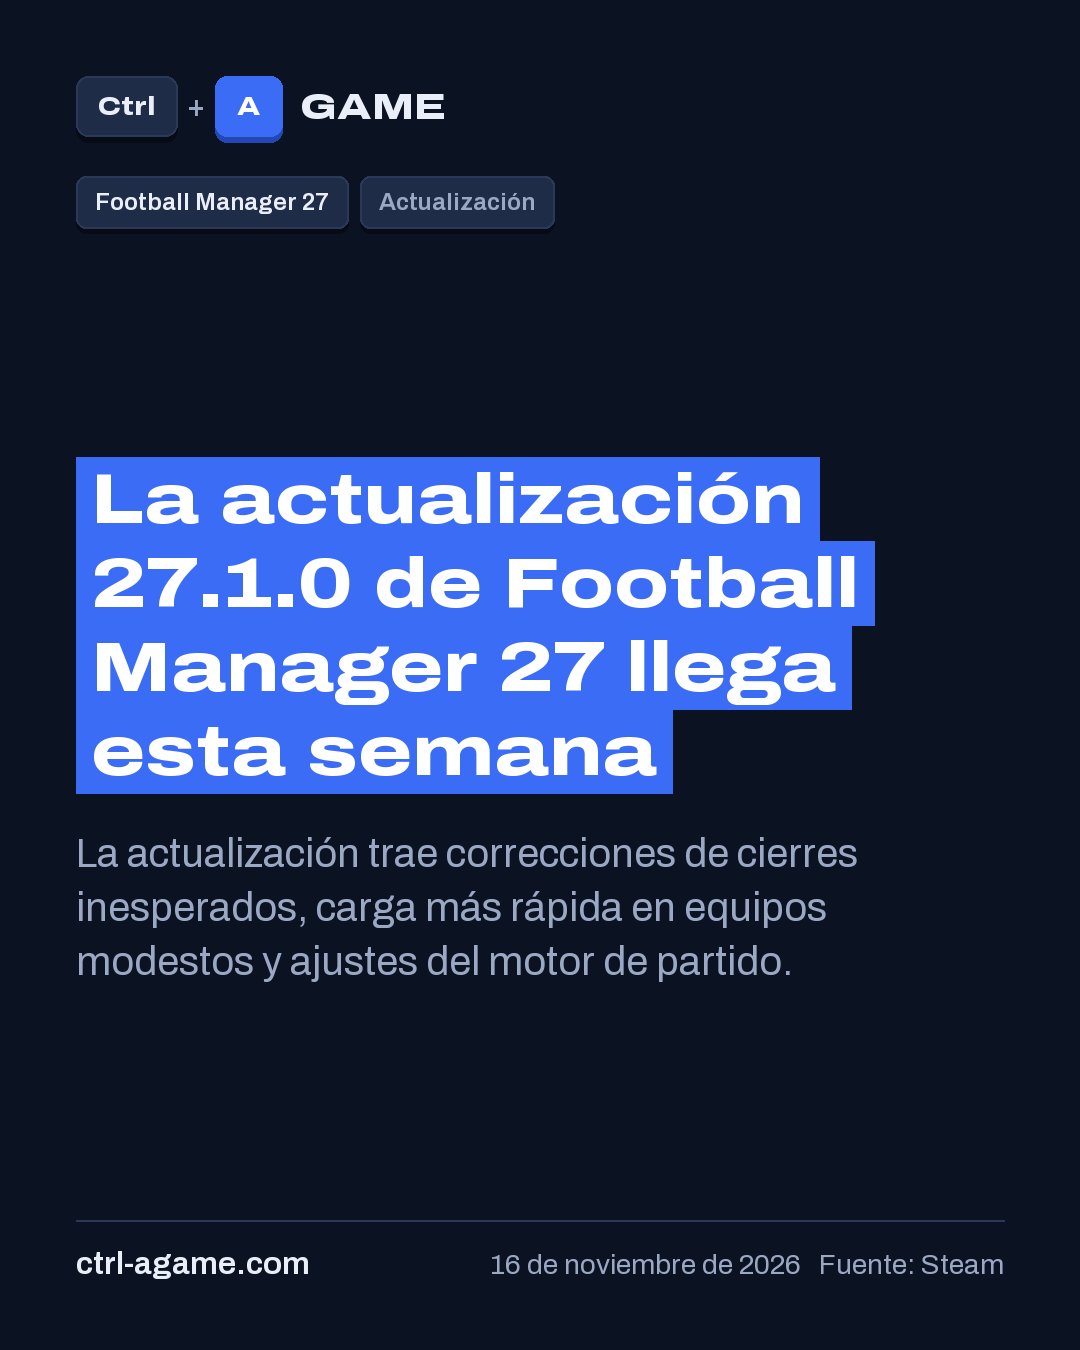 Ctrl + A GAME
Football Manager 27 Actualización
La actualización
27.1.0 de Football
Manager 27 llega
esta semana
La actualización trae correcciones de cierres
inesperados, carga más rápida en equipos
modestos y ajustes del motor de partido.
ctrl-agame.com 16 de noviembre de 2026 Fuente: Steam